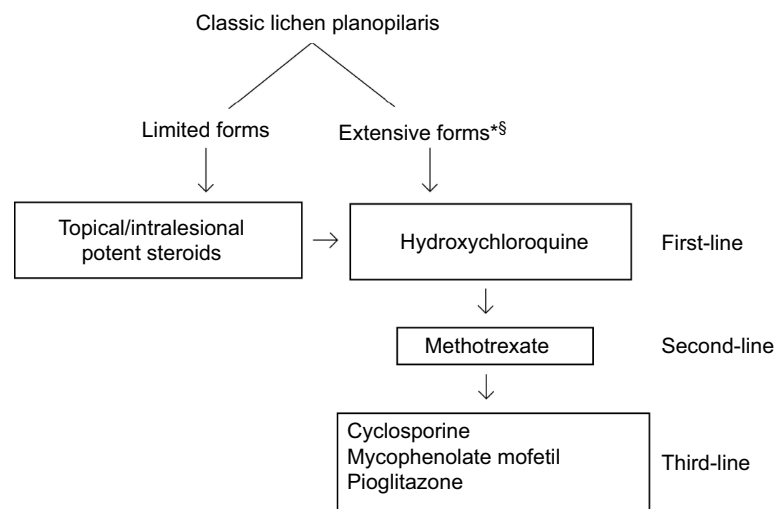 Classic lichen planopilaris
Limited forms
Extensive forms*§
Topical/intralesional
potent steroids
Hydroxychloroquine
First-line
Methotrexate
Second-line
Cyclosporine
Mycophenolate mofetil
Pioglitazone
Third-line